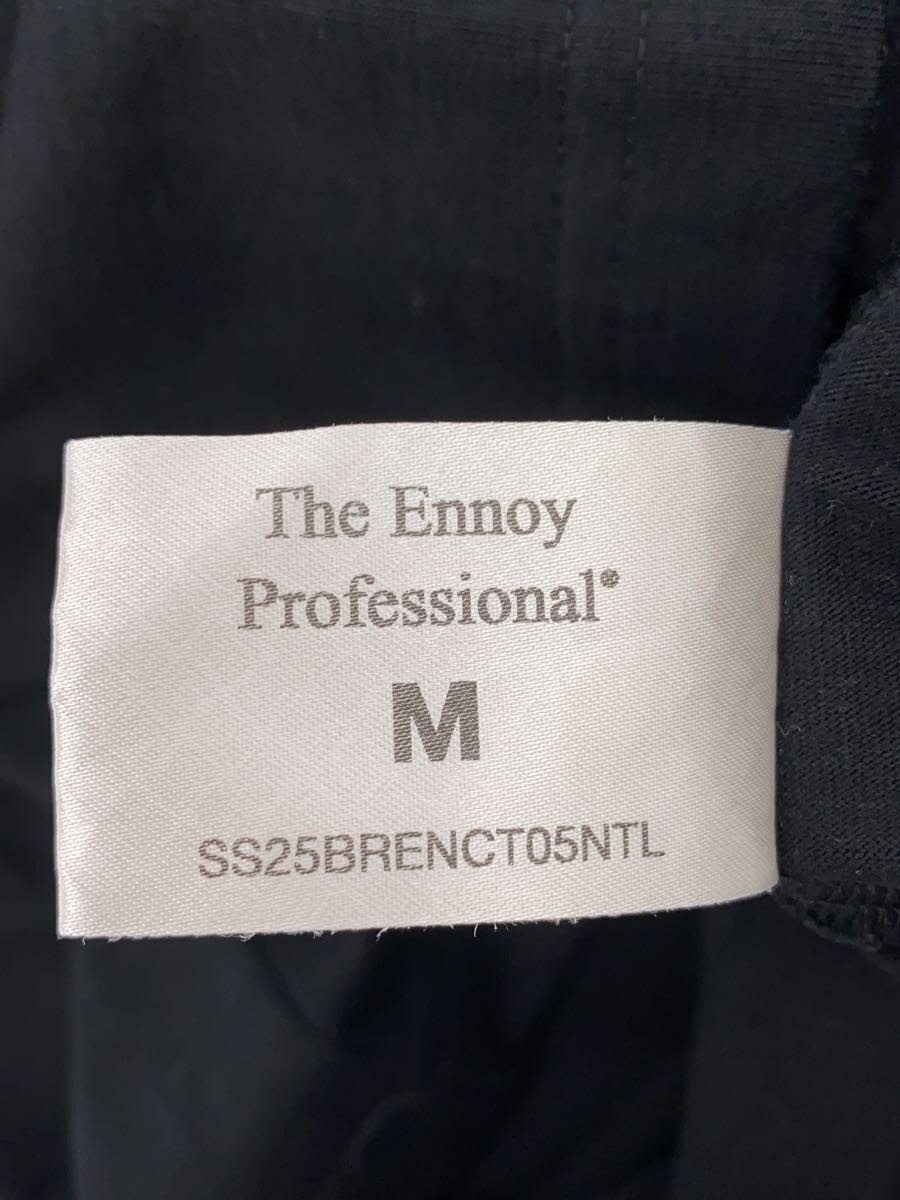 The Ennoy
Professional®
M
SS25BRENCT05NTL